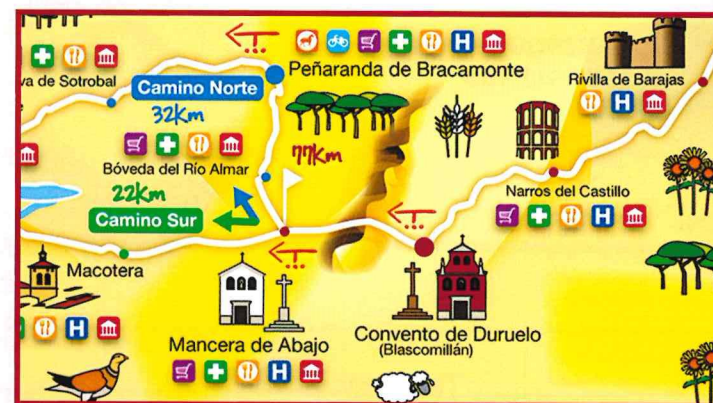 va de Sotrobal
Camino Norte
32Km
Peñaranda de Bracamonte
H
Rivilla de Barajas
H
Bóveda del Río Almar
77Km
22Km
Camino Sur
Narros del Castillo
H
Macotera
H
Mancera de Abajo
H
Convento de Duruelo
(Blascomillán)